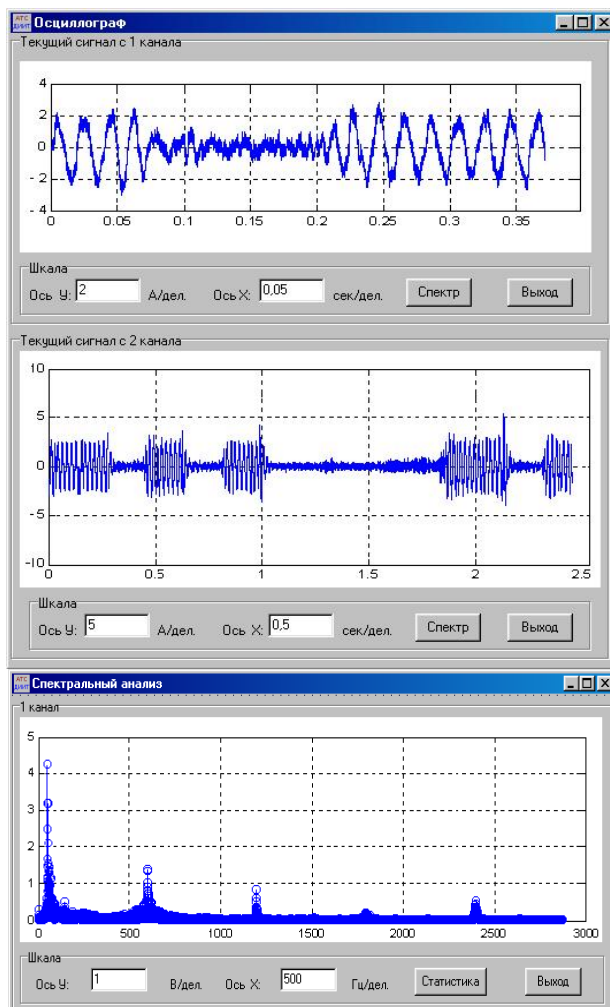 АТС ДИИТ Осциллограф
Текущий сигнал с 1 канала
4
2
0
-2
-4
0 0.05 0.1 0.15 0.2 0.25 0.3 0.35
Шкала
Ось У: 2 А/дел. Ось Х: 0,05 сек/дел. Спектр Выход
Текущий сигнал с 2 канала
10
5
0
-5
-10
0 0.5 1 1.5 2 2.5
Шкала
Ось У: 5 А/дел. Ось Х: 0,5 сек/дел. Спектр Выход
АТС ДИИТ Спектральный анализ
1 канал
5
4
3
2
1
0
0 500 1000 1500 2000 2500 3000
Шкала
Ось У: 1 В/дел. Ось Х: 500 Гц/дел. Статистика Выход